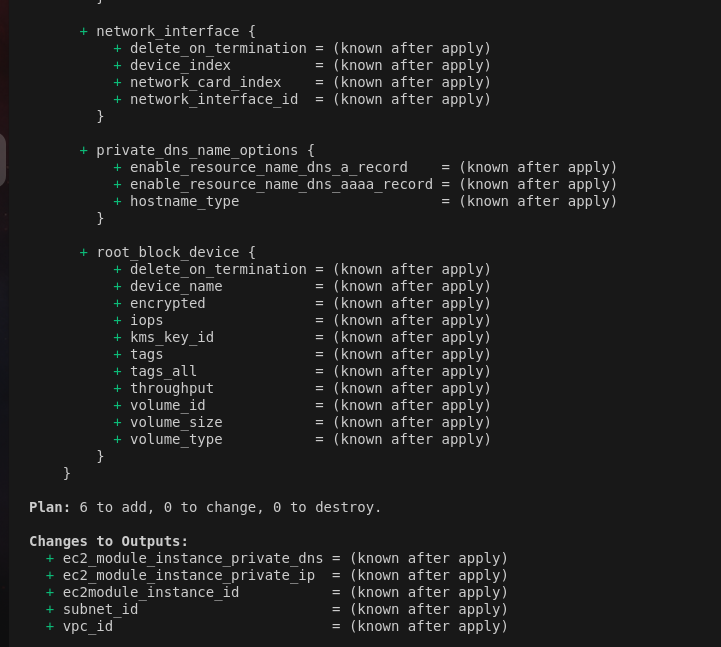 }
+ network_interface {
+ delete_on_termination = (known after apply)
+ device_index          = (known after apply)
+ network_card_index    = (known after apply)
+ network_interface_id  = (known after apply)
}
+ private_dns_name_options {
+ enable_resource_name_dns_a_record    = (known after apply)
+ enable_resource_name_dns_aaaa_record = (known after apply)
+ hostname_type                        = (known after apply)
}
+ root_block_device {
+ delete_on_termination = (known after apply)
+ device_name           = (known after apply)
+ encrypted             = (known after apply)
+ iops                  = (known after apply)
+ kms_key_id            = (known after apply)
+ tags                  = (known after apply)
+ tags_all              = (known after apply)
+ throughput            = (known after apply)
+ volume_id             = (known after apply)
+ volume_size           = (known after apply)
+ volume_type           = (known after apply)
}
}
Plan: 6 to add, 0 to change, 0 to destroy.
Changes to Outputs:
+ ec2_module_instance_private_dns = (known after apply)
+ ec2_module_instance_private_ip  = (known after apply)
+ ec2module_instance_id           = (known after apply)
+ subnet_id                       = (known after apply)
+ vpc_id                          = (known after apply)